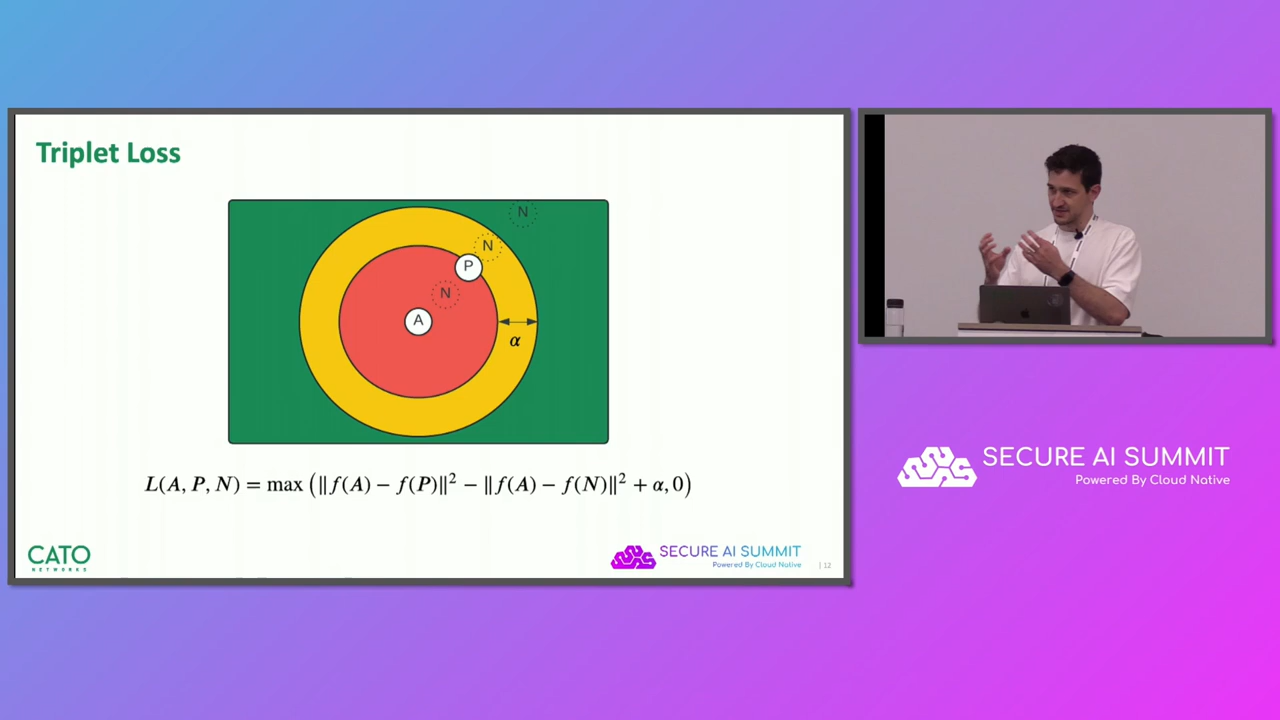 Triplet Loss
N
N
P
N
A
α
L(A, P, N) = max (‖f(A) − f(P)‖² − ‖f(A) − f(N)‖² + α, 0)
CATO
NETWORKS
SECURE AI SUMMIT
Powered By Cloud Native
| 12
SECURE AI SUMMIT
Powered By Cloud Native